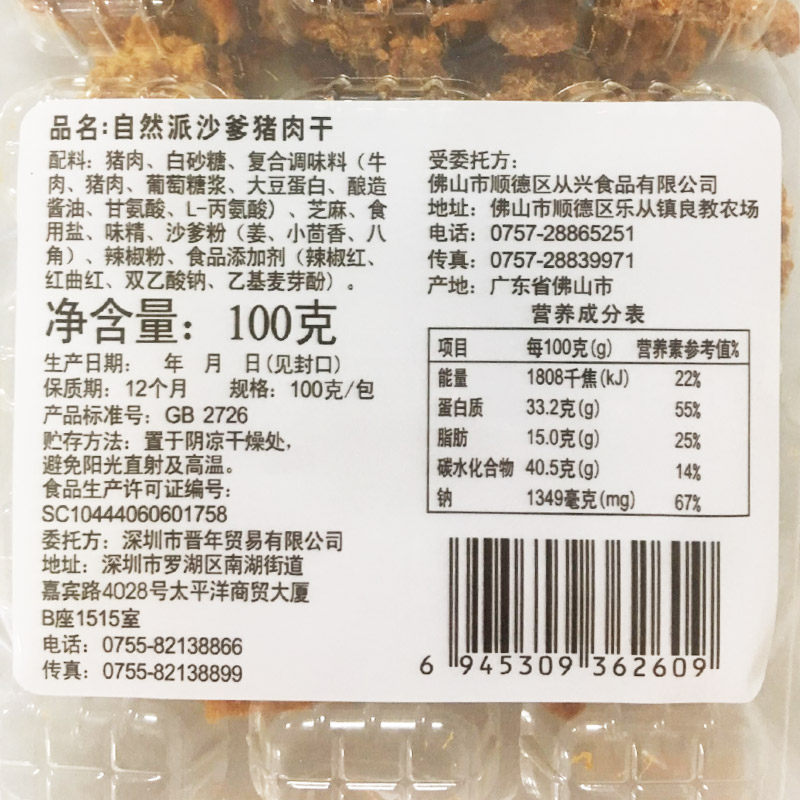 品名:自然派沙爹猪肉干
配料：猪肉、白砂糖、复合调味料（牛
肉、猪肉、葡萄糖浆、大豆蛋白、酿造
酱油、甘氨酸、L-丙氨酸）、芝麻、食
用盐、味精、沙爹粉（姜、小茴香、八
角）、辣椒粉、食品添加剂（辣椒红、
红曲红、双乙酸钠、乙基麦芽酚）。
净含量：100克
生产日期： 年 月 日(见封口)
保质期：12个月 规格：100克/包
产品标准号：GB 2726
贮存方法：置于阴凉干燥处，
避免阳光直射及高温。
食品生产许可证编号：
SC10444060601758
委托方：深圳市晋年贸易有限公司
地址：深圳市罗湖区南湖街道
嘉宾路4028号太平洋商贸大厦
B座1515室
电话：0755-82138866
传真：0755-82138899
受委托方：
佛山市顺德区从兴食品有限公司
地址：佛山市顺德区乐从镇良教农场
电话：0757-28865251
传真：0757-28839971
产地：广东省佛山市
营养成分表
项目 每100克(g) 营养素参考值%
能量 1808千焦(kJ) 22%
蛋白质 33.2克(g) 55%
脂肪 15.0克(g) 25%
碳水化合物 40.5克(g) 14%
钠 1349毫克(mg) 67%
6 945309 362609